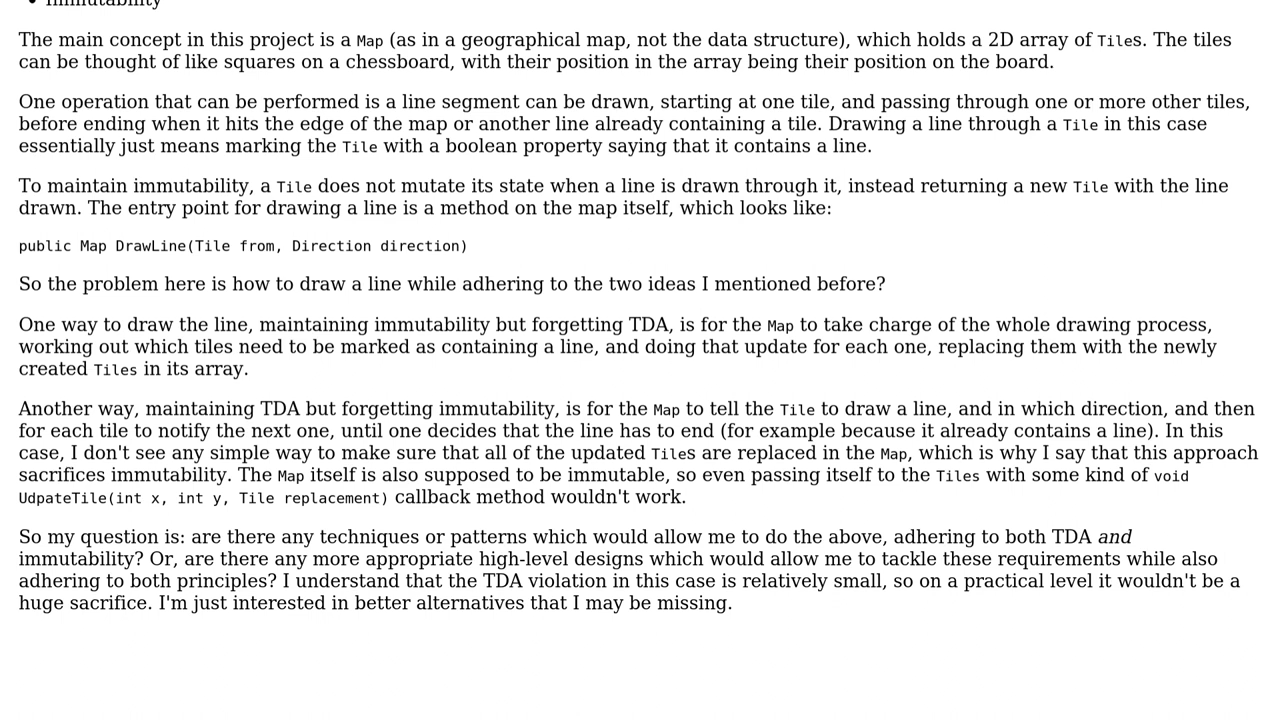 • Immutability
The main concept in this project is a Map (as in a geographical map, not the data structure), which holds a 2D array of Tiles. The tiles
can be thought of like squares on a chessboard, with their position in the array being their position on the board.
One operation that can be performed is a line segment can be drawn, starting at one tile, and passing through one or more other tiles,
before ending when it hits the edge of the map or another line already containing a tile. Drawing a line through a Tile in this case
essentially just means marking the Tile with a boolean property saying that it contains a line.
To maintain immutability, a Tile does not mutate its state when a line is drawn through it, instead returning a new Tile with the line
drawn. The entry point for drawing a line is a method on the map itself, which looks like:
public Map DrawLine(Tile from, Direction direction)
So the problem here is how to draw a line while adhering to the two ideas I mentioned before?
One way to draw the line, maintaining immutability but forgetting TDA, is for the Map to take charge of the whole drawing process,
working out which tiles need to be marked as containing a line, and doing that update for each one, replacing them with the newly
created Tiles in its array.
Another way, maintaining TDA but forgetting immutability, is for the Map to tell the Tile to draw a line, and in which direction, and then
for each tile to notify the next one, until one decides that the line has to end (for example because it already contains a line). In this
case, I don't see any simple way to make sure that all of the updated Tiles are replaced in the Map, which is why I say that this approach
sacrifices immutability. The Map itself is also supposed to be immutable, so even passing itself to the Tiles with some kind of void
UdpateTile(int x, int y, Tile replacement) callback method wouldn't work.
So my question is: are there any techniques or patterns which would allow me to do the above, adhering to both TDA and
immutability? Or, are there any more appropriate high-level designs which would allow me to tackle these requirements while also
adhering to both principles? I understand that the TDA violation in this case is relatively small, so on a practical level it wouldn't be a
huge sacrifice. I'm just interested in better alternatives that I may be missing.